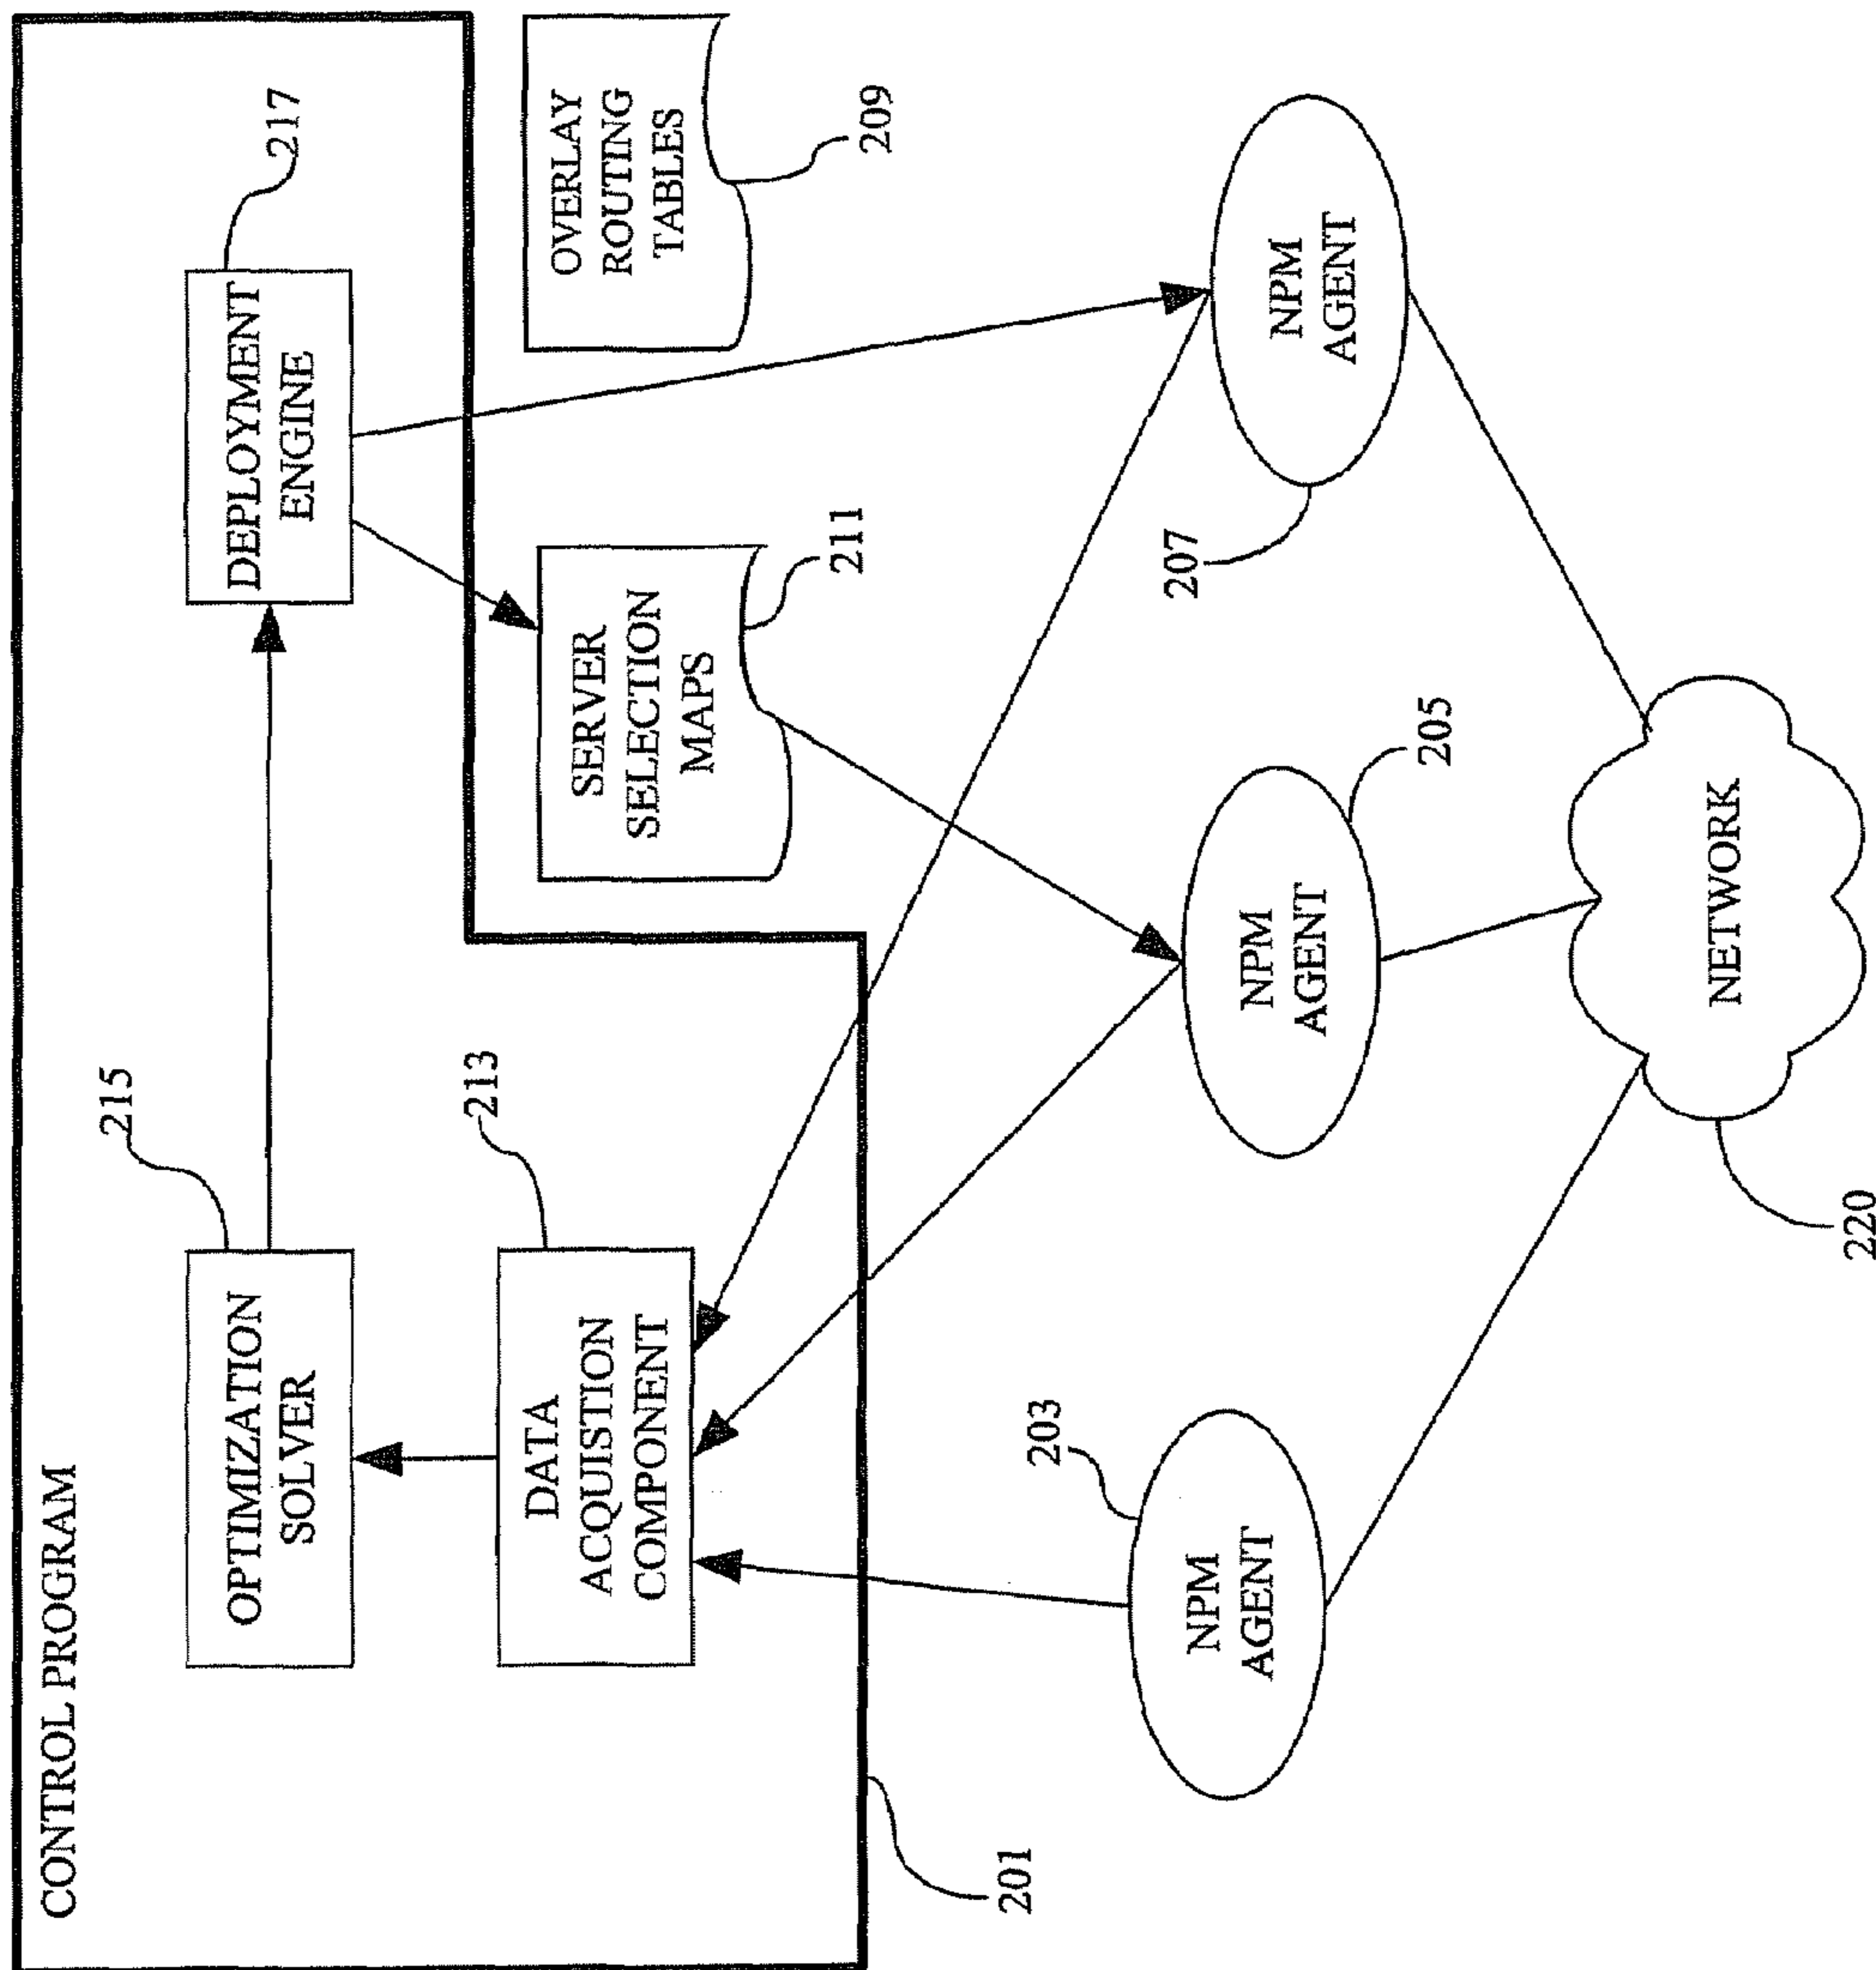 CONTROL PROGRAM
215
217
OPTIMIZATION
SOLVER
DEPLOYMENT
ENGINE
213
DATA
ACQUISTION
COMPONENT
SERVER
SELECTION
MAPS
OVERLAY
ROUTING
TABLES
211
209
201
203
NPM
AGENT
NPM
AGENT
205
207
NPM
AGENT
NETWORK
220